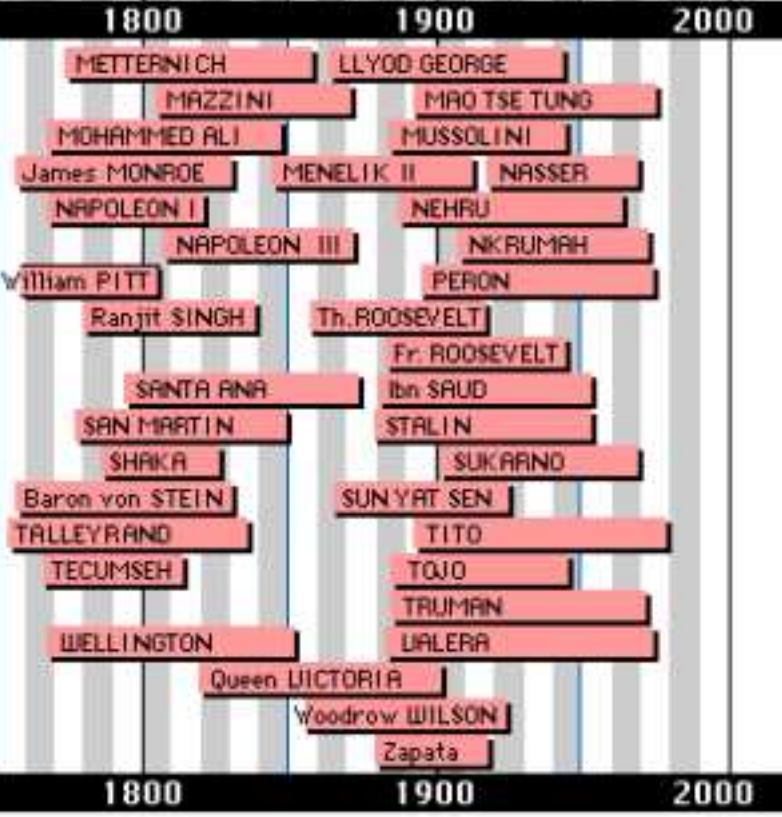 1800 1900 2000
METTERNICH LLYOD GEORGE
MAZZINI MAO TSE TUNG
MOHAMMED ALI MUSSOLINI
James MONROE MENELIK II NASSER
NAPOLEON I NEHRU
NAPOLEON III NKRUMAH
William PITT PERON
Ranjit SINGH Th.ROOSEVELT
Fr. ROOSEVELT
SANTA ANA Ibn SAUD
SAN MARTIN STALIN
SHAKA SUKARNO
Baron von STEIN SUN YAT SEN
TALLEYRAND TITO
TECUMSEH TOJO
TRUMAN
WELLINGTON VALERA
Queen VICTORIA
Woodrow WILSON
Zapata
1800 1900 2000